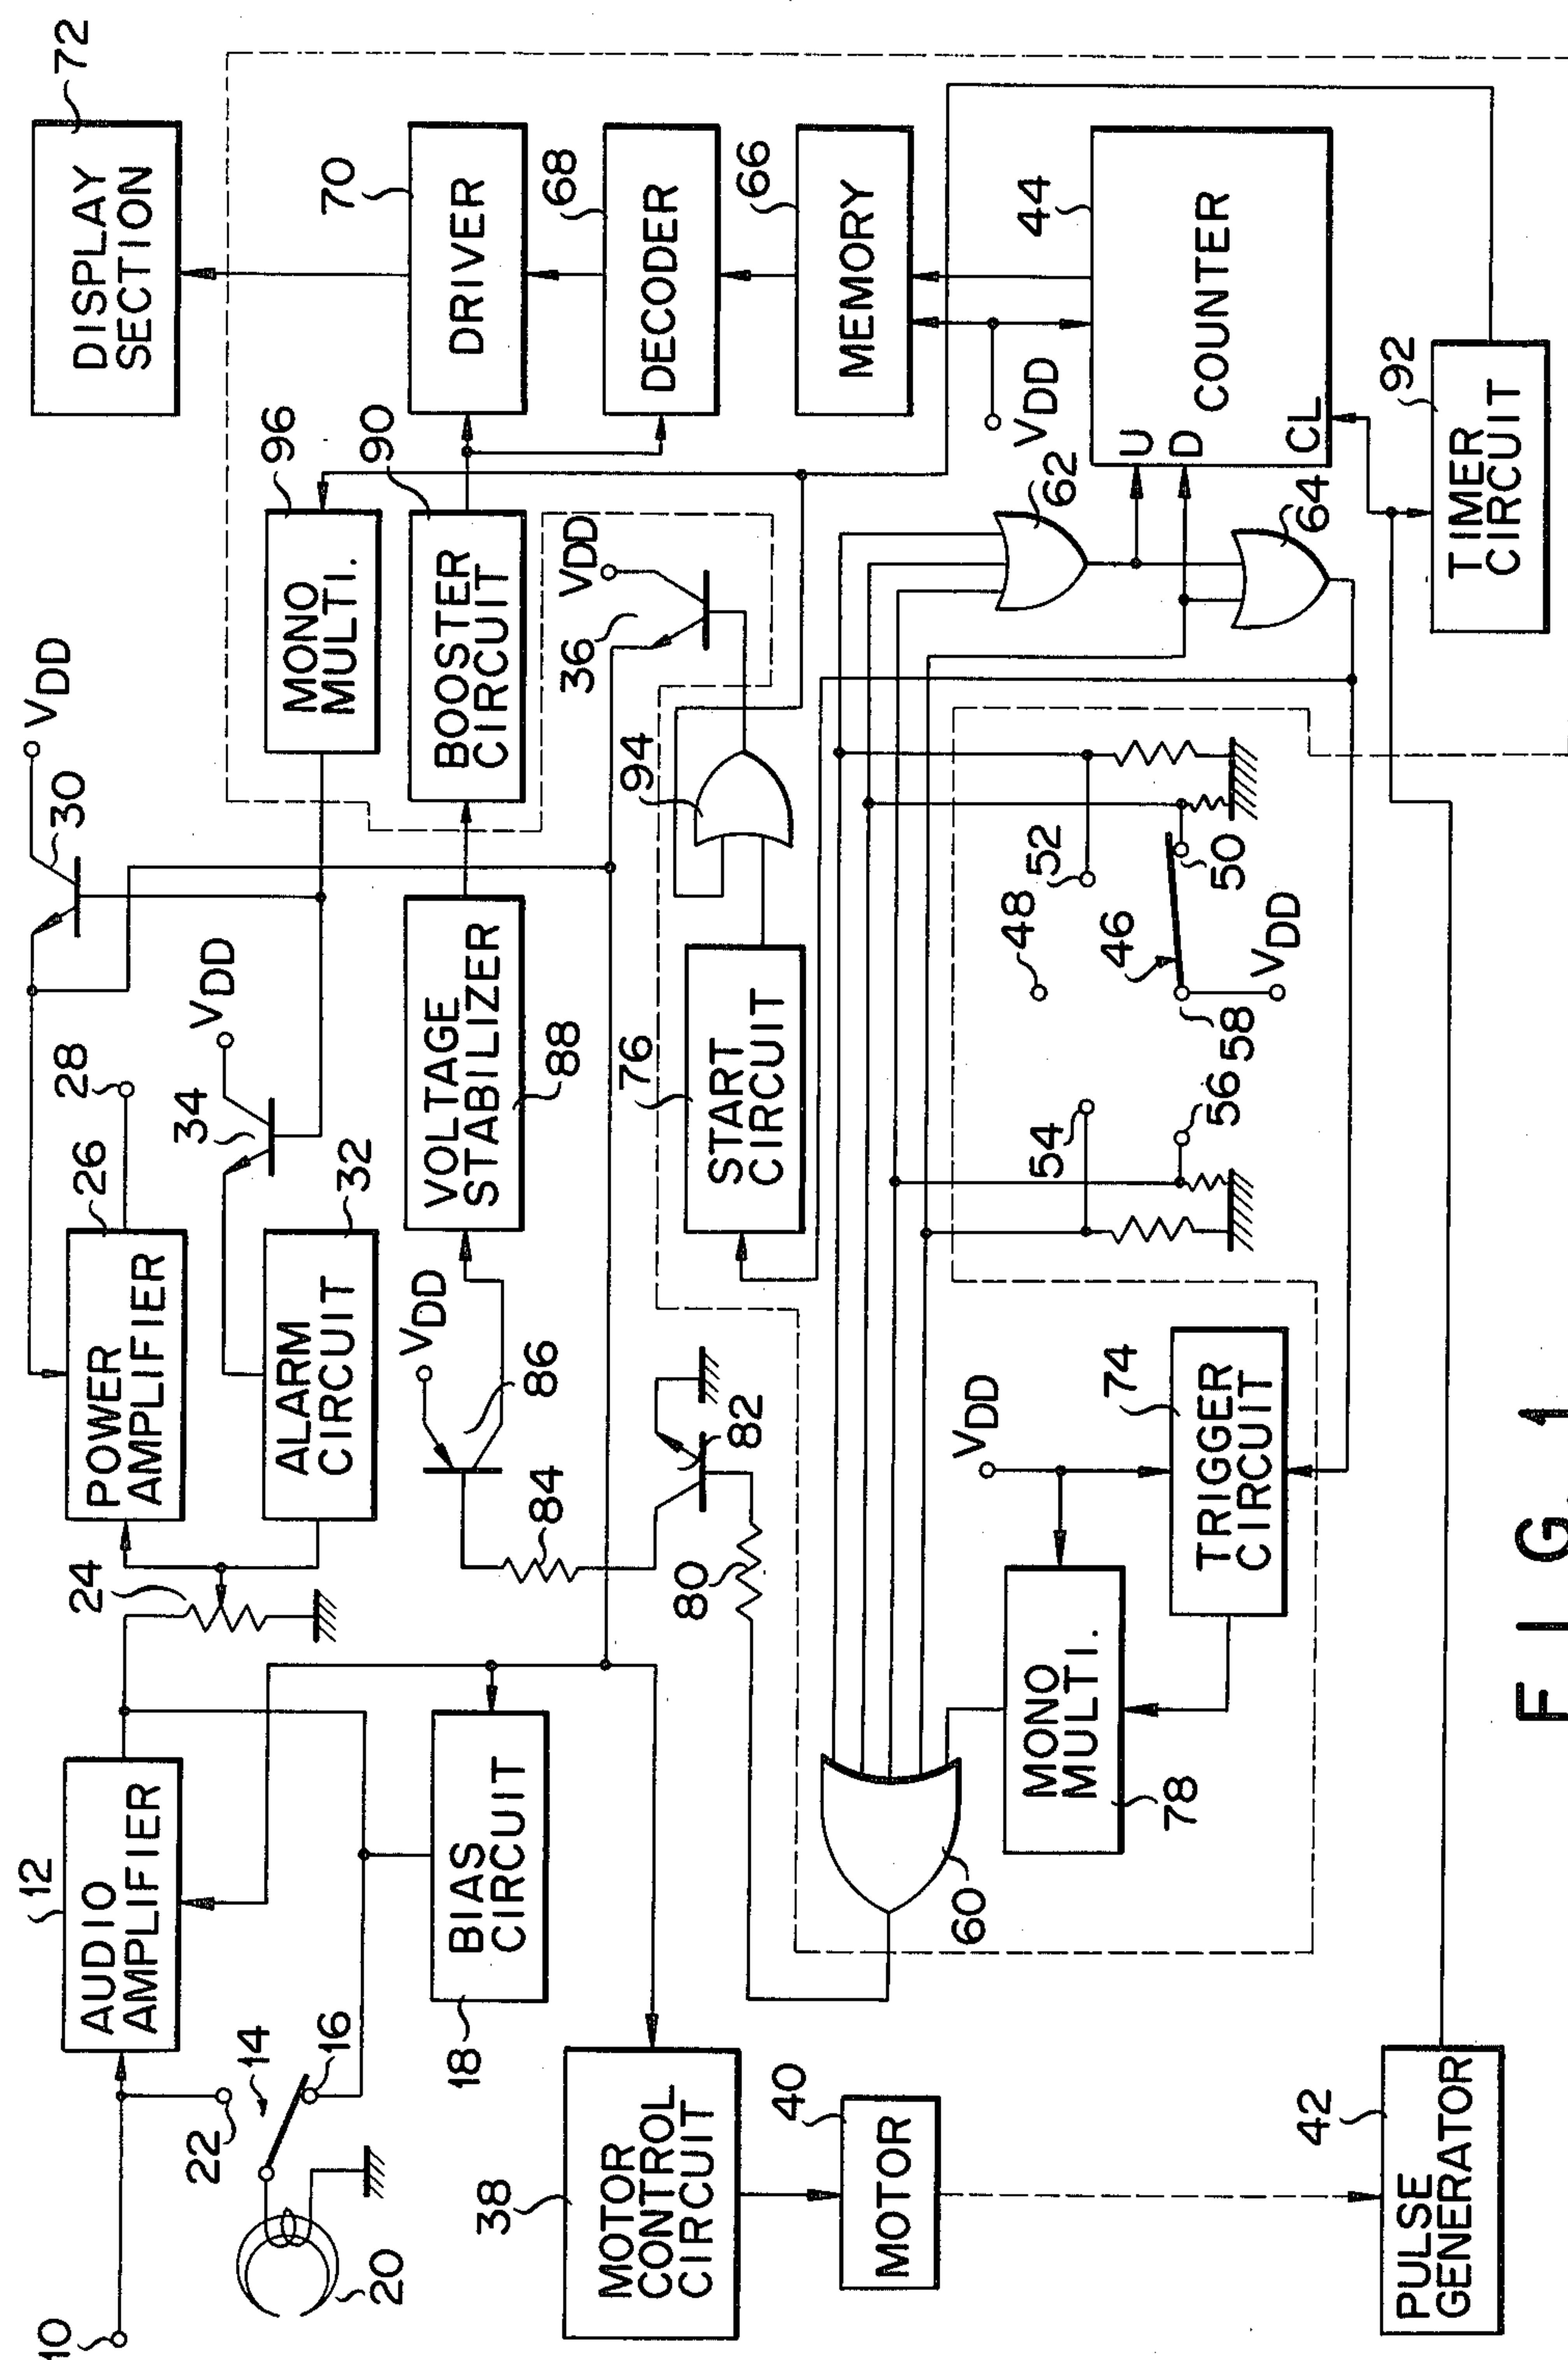 10
12
AUDIO
AMPLIFIER
22
14
16
20
18
BIAS
CIRCUIT
24
26
POWER
AMPLIFIER
28
VDD
30
32
ALARM
CIRCUIT
34
VDD
96
MONO
MULTI.
72
DISPLAY
SECTION
VDD
86
84
82
80
VOLTAGE
STABILIZER
88
90
BOOSTER
CIRCUIT
70
DRIVER
68
DECODER
38
MOTOR
CONTROL
CIRCUIT
40
MOTOR
76
START
CIRCUIT
94
36
VDD
66
MEMORY
60
VDD
MONO
MULTI.
78
74
TRIGGER
CIRCUIT
54
56
48
52
46
50
58
VDD
62
64
VDD
44
U
D
CL
COUNTER
42
PULSE
GENERATOR
92
TIMER
CIRCUIT
FIG. 1